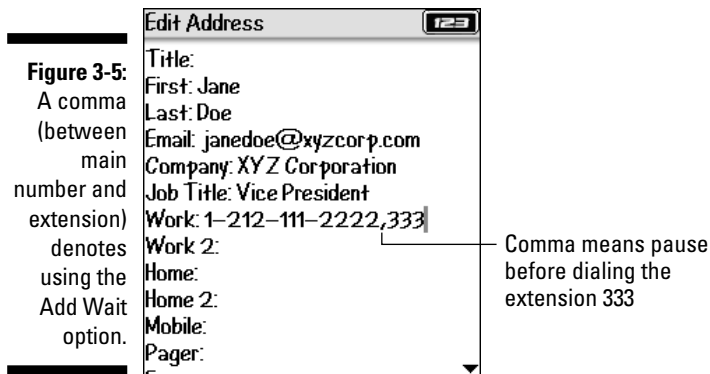 Edit Address
123
Title:
First: Jane
Last: Doe
Email: janedoe@xyzcorp.com
Company: XYZ Corporation
Job Title: Vice President
Work: 1-212-111-2222,333
Work 2:
Home:
Home 2:
Mobile:
Pager:
Figure 3-5:
A comma
(between
main
number and
extension)
denotes
using the
Add Wait
option.
Comma means pause
before dialing the
extension 333